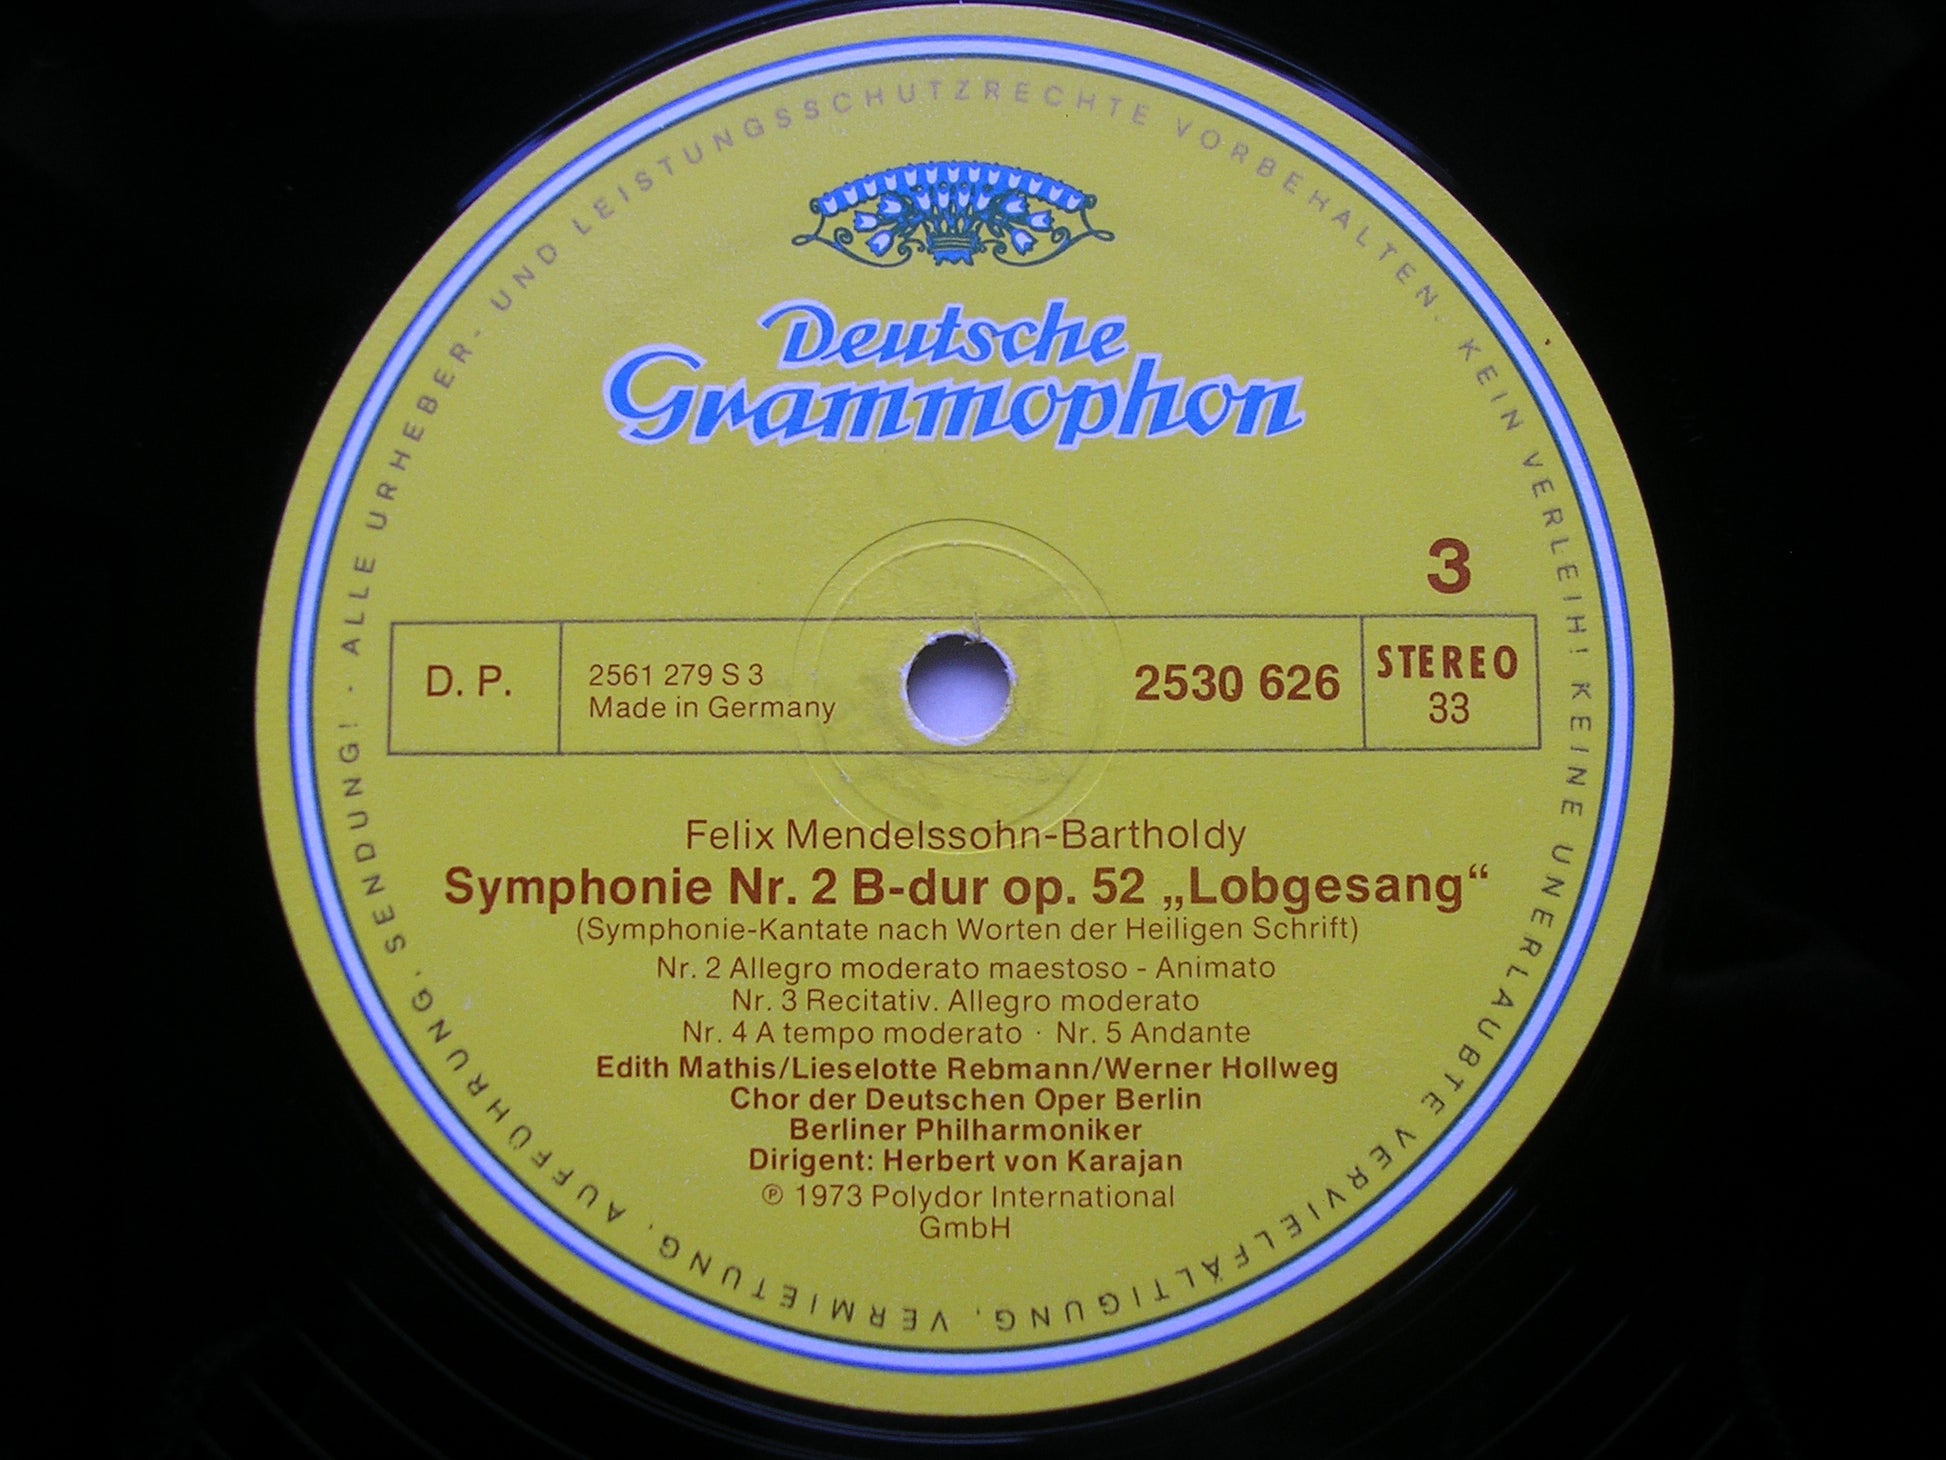 ALLE URHEBER- UND LEISTUNGSSCHUTZRECHTE VORBEHALTEN· KEIN VERLEIH! KEINE UNERLAUBTE VERVIELFÄLTIGUNG, VERMIETUNG, AUFFÜHRUNG, SENDUNG! ·
Deutsche
Grammophon
3
D. P.
2561 279 S 3
Made in Germany
2530 626
STEREO
33
Felix Mendelssohn-Bartholdy
Symphonie Nr. 2 B-dur op. 52 „Lobgesang“
(Symphonie-Kantate nach Worten der Heiligen Schrift)
Nr. 2 Allegro moderato maestoso - Animato
Nr. 3 Recitativ. Allegro moderato
Nr. 4 A tempo moderato · Nr. 5 Andante
Edith Mathis/Lieselotte Rebmann/Werner Hollweg
Chor der Deutschen Oper Berlin
Berliner Philharmoniker
Dirigent: Herbert von Karajan
℗ 1973 Polydor International
GmbH